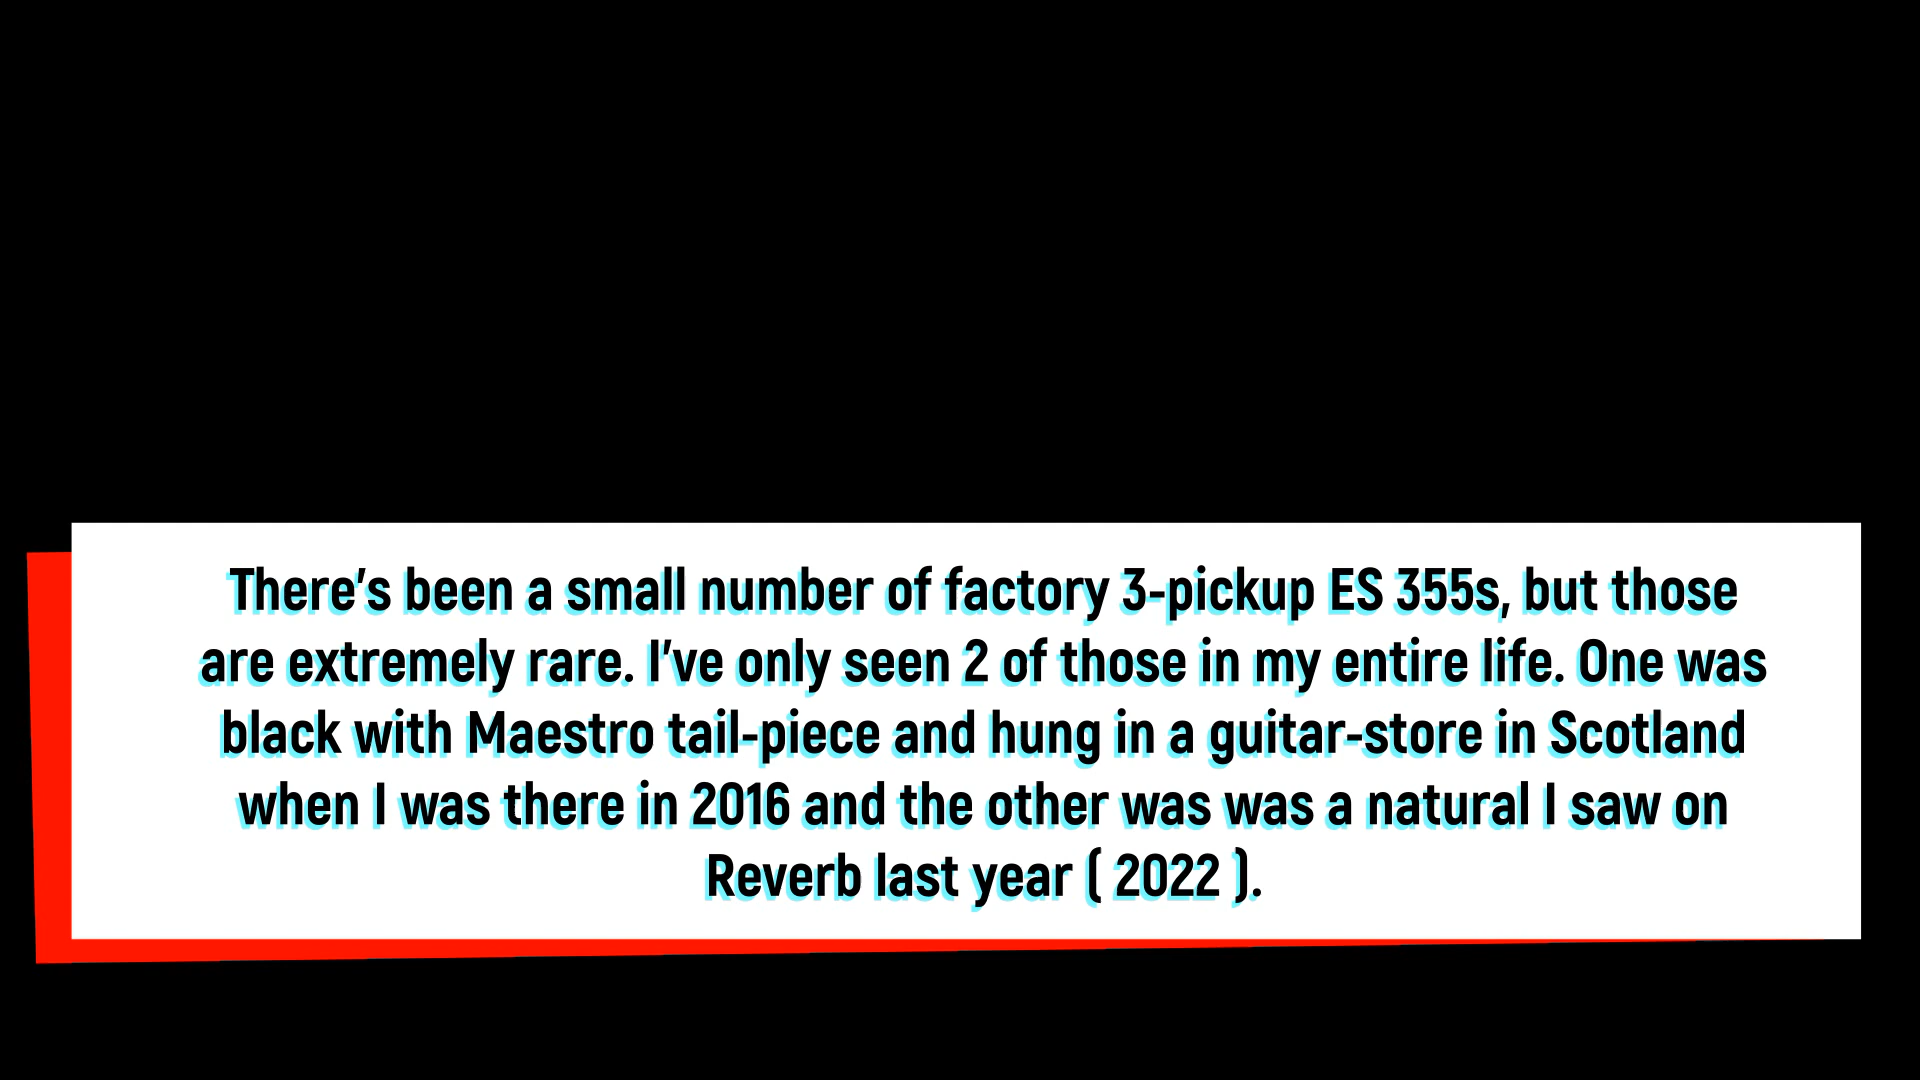 There's been a small number of factory 3-pickup ES 355s, but those
are extremely rare. I've only seen 2 of those in my entire life. One was
black with Maestro tail-piece and hung in a guitar-store in Scotland
when I was there in 2016 and the other was was a natural I saw on
Reverb last year ( 2022 ).